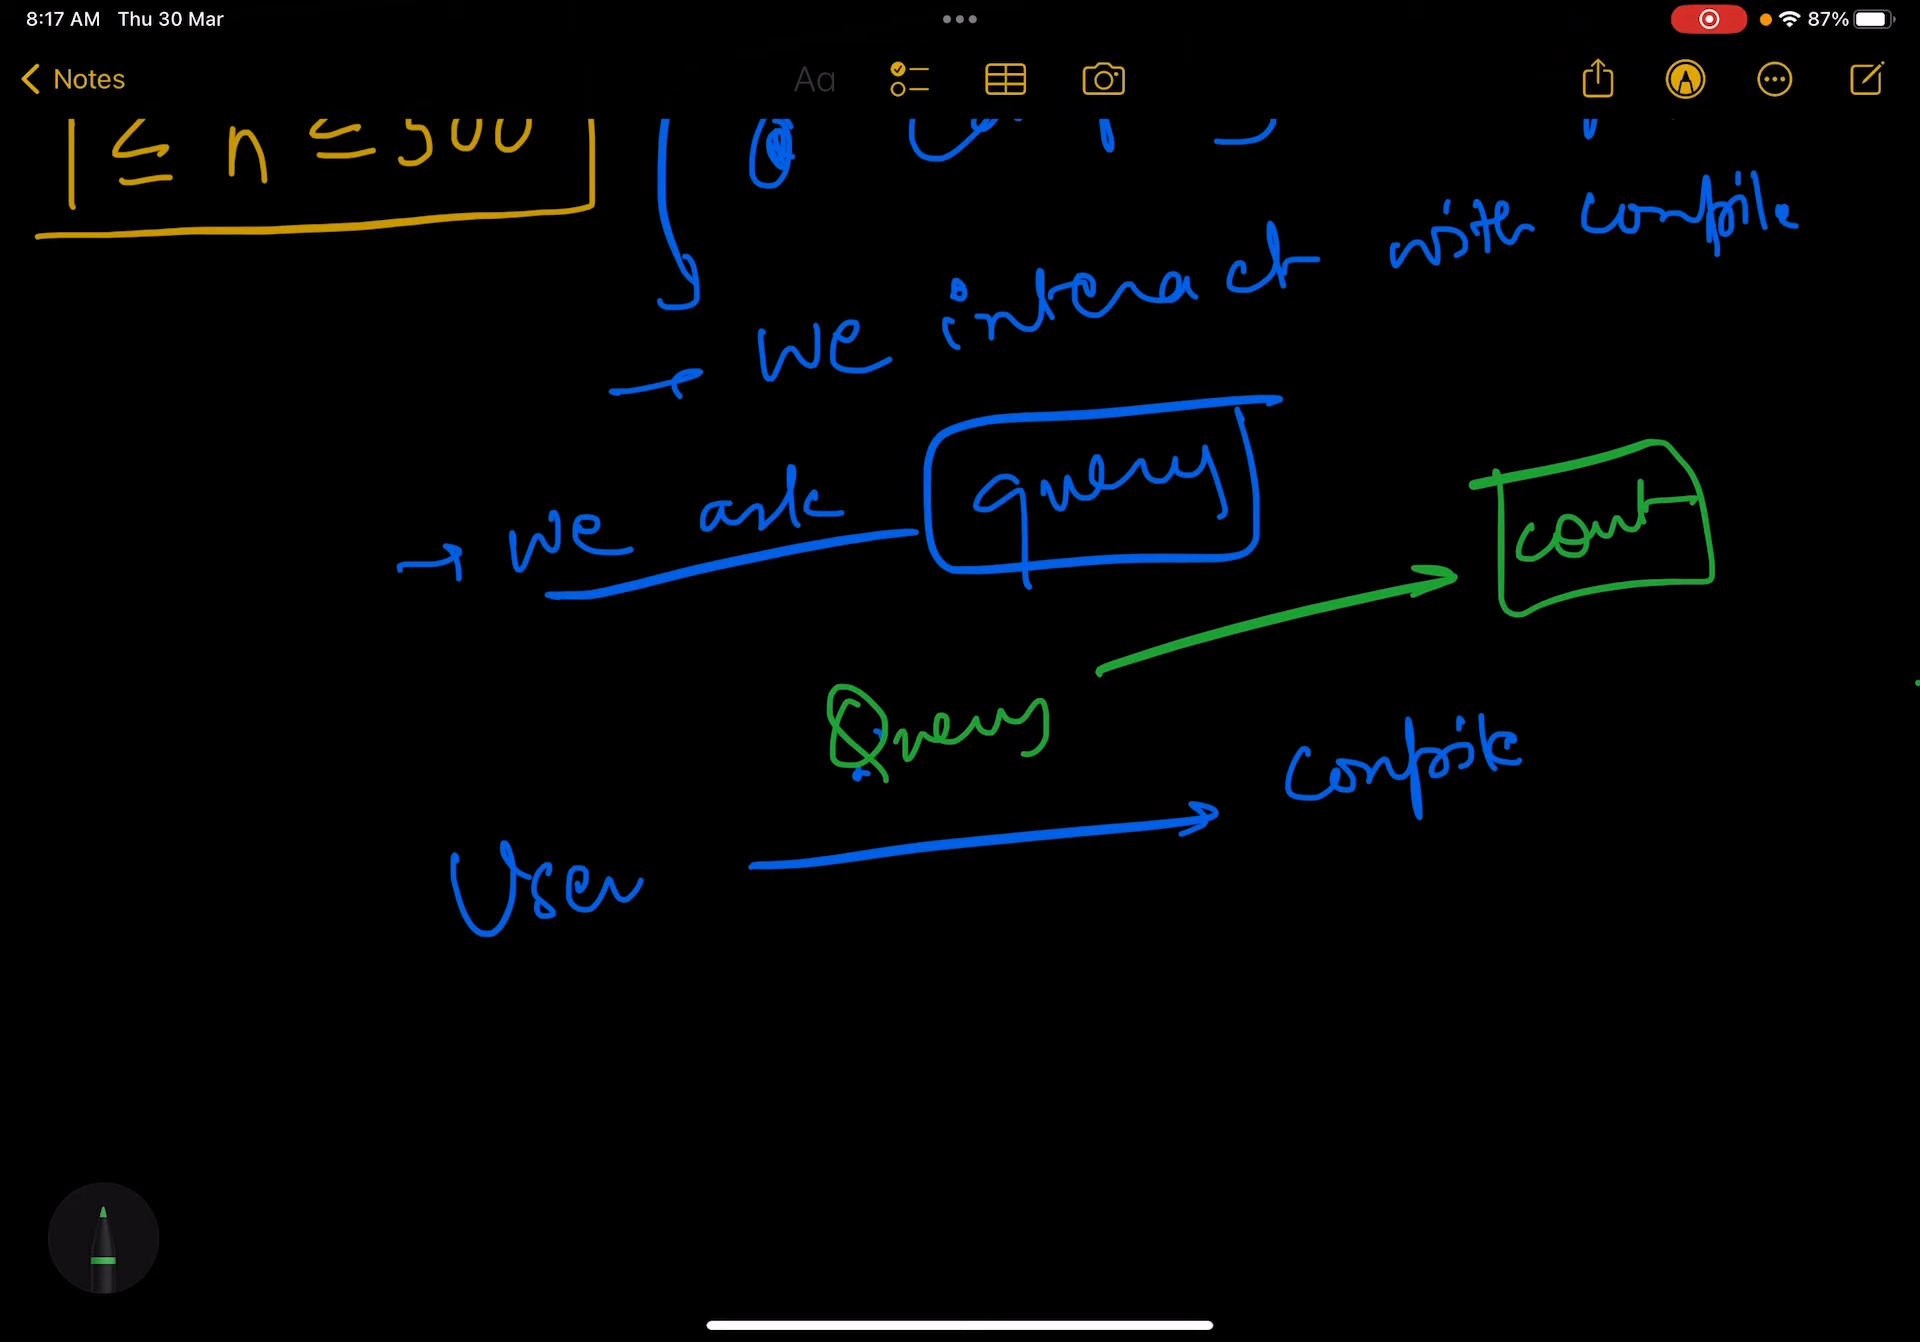 8:17 AM Thu 30 Mar
87%
Notes
Aa
1 ≤ n ≤ 300
→ we interact with compile
→ we ask query
cout
Query
User → compile